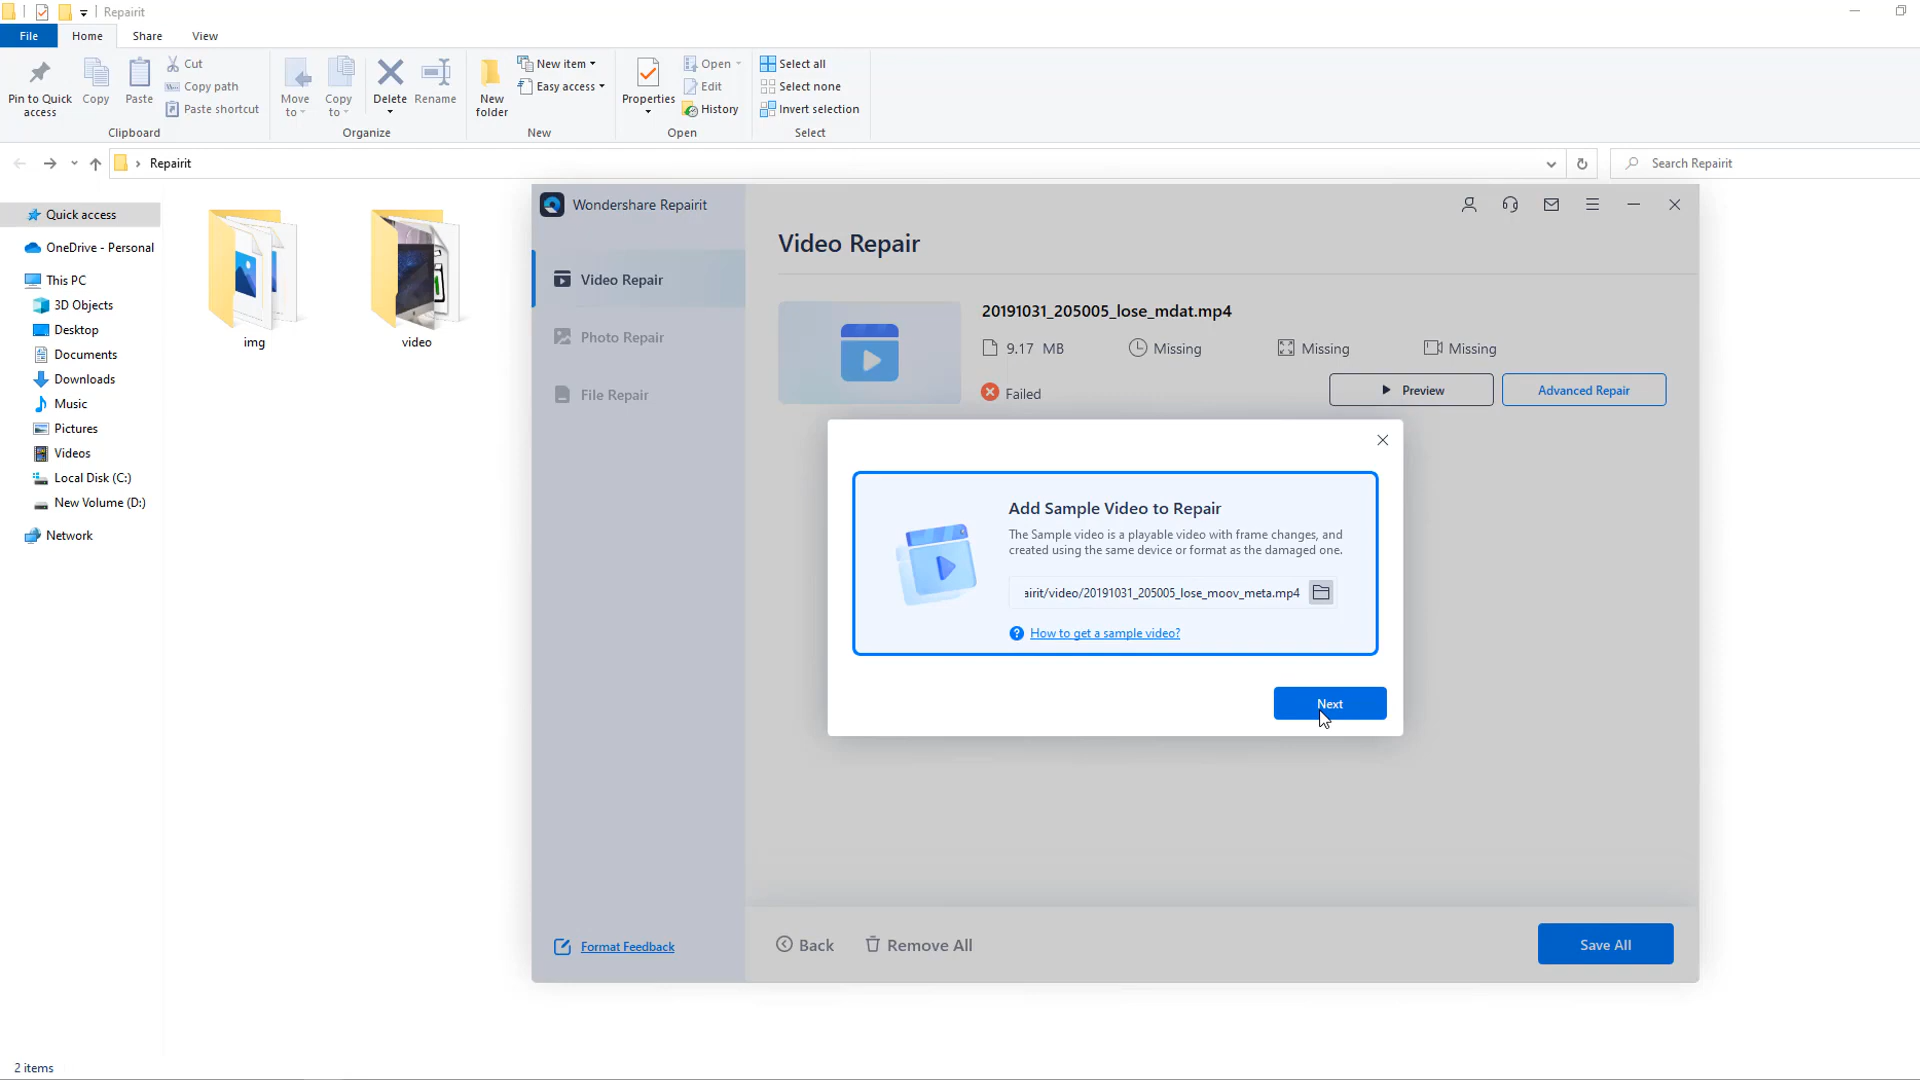 Repairit
File
Home
Share
View
Pin to Quick
access
Copy
Paste
Cut
Copy path
Paste shortcut
Clipboard
Move
to
Copy
to
Delete
Rename
Organize
New
folder
New item
Easy access
New
Properties
Open
Edit
History
Open
Select all
Select none
Invert selection
Select
Repairit
Search Repairit
Quick access
OneDrive - Personal
This PC
3D Objects
Desktop
Documents
Downloads
Music
Pictures
Videos
Local Disk (C:)
New Volume (D:)
Network
img
video
2 items
Wondershare Repairit
Video Repair
Photo Repair
File Repair
Format Feedback
Video Repair
20191031_205005_lose_mdat.mp4
9.17 MB
Missing
Missing
Missing
Failed
Preview
Advanced Repair
Add Sample Video to Repair
The Sample video is a playable video with frame changes, and
created using the same device or format as the damaged one.
airit/video/20191031_205005_lose_moov_meta.mp4
How to get a sample video?
Next
Back
Remove All
Save All